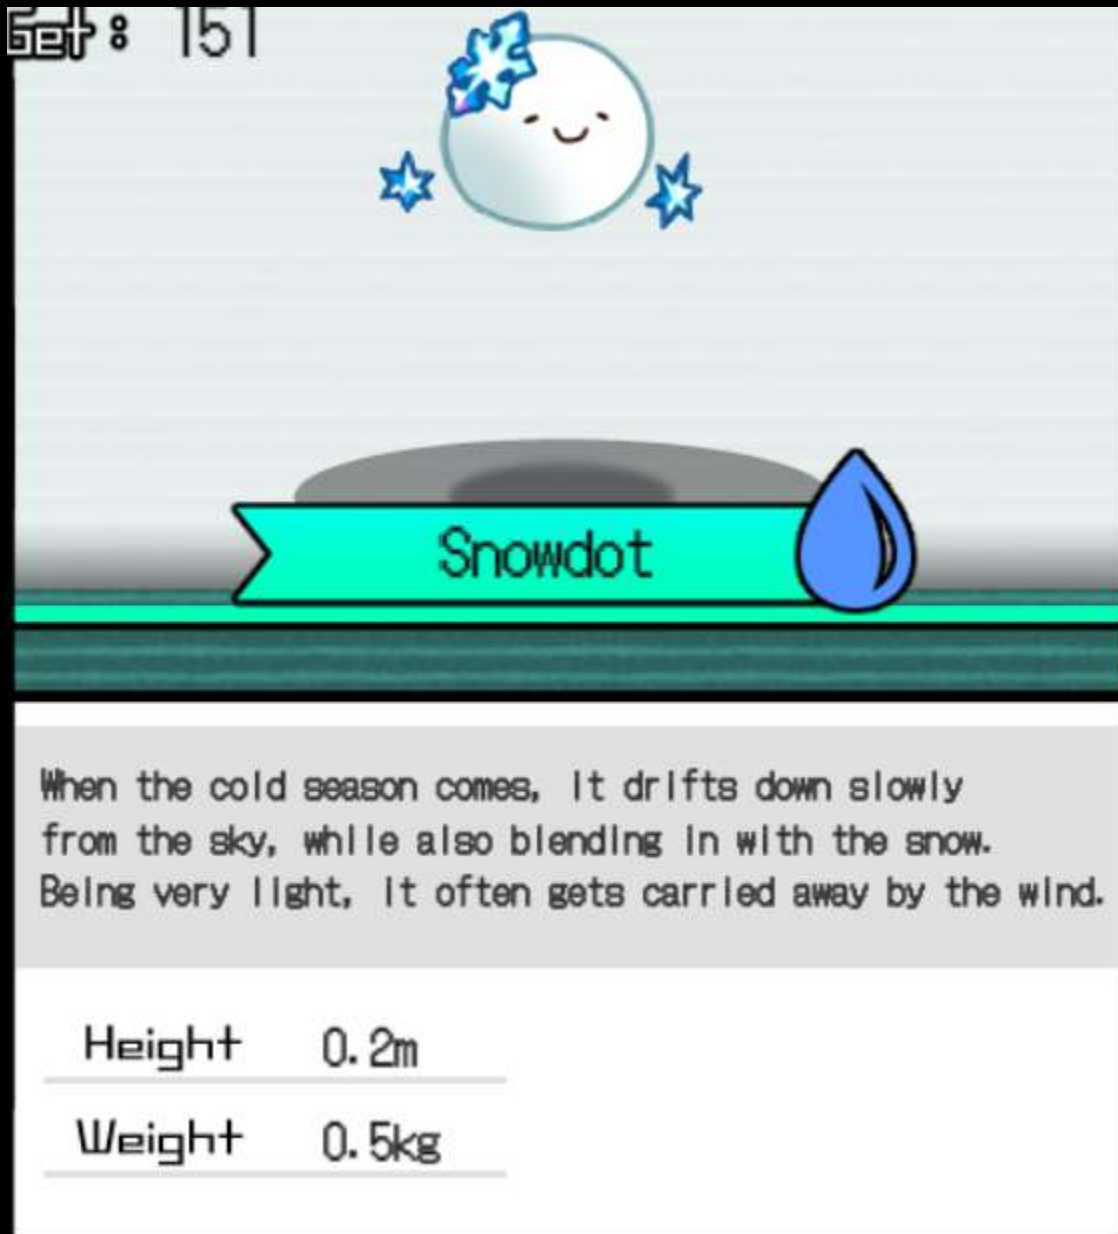 Get: 151
Snowdot
When the cold season comes, it drifts down slowly
from the sky, while also blending in with the snow.
Being very light, it often gets carried away by the wind.
Height 0.2m
Weight 0.5kg